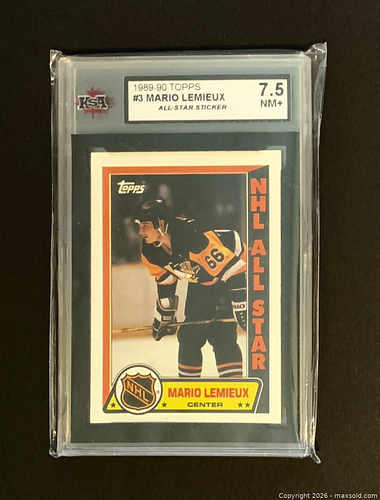 KSA
1989-90 TOPPS
#3 MARIO LEMIEUX
ALL-STAR STICKER
7.5
NM+
Topps
66
NHL ALL STAR
NHL
MARIO LEMIEUX
CENTER
Copyright © 2026 - maxsold.com